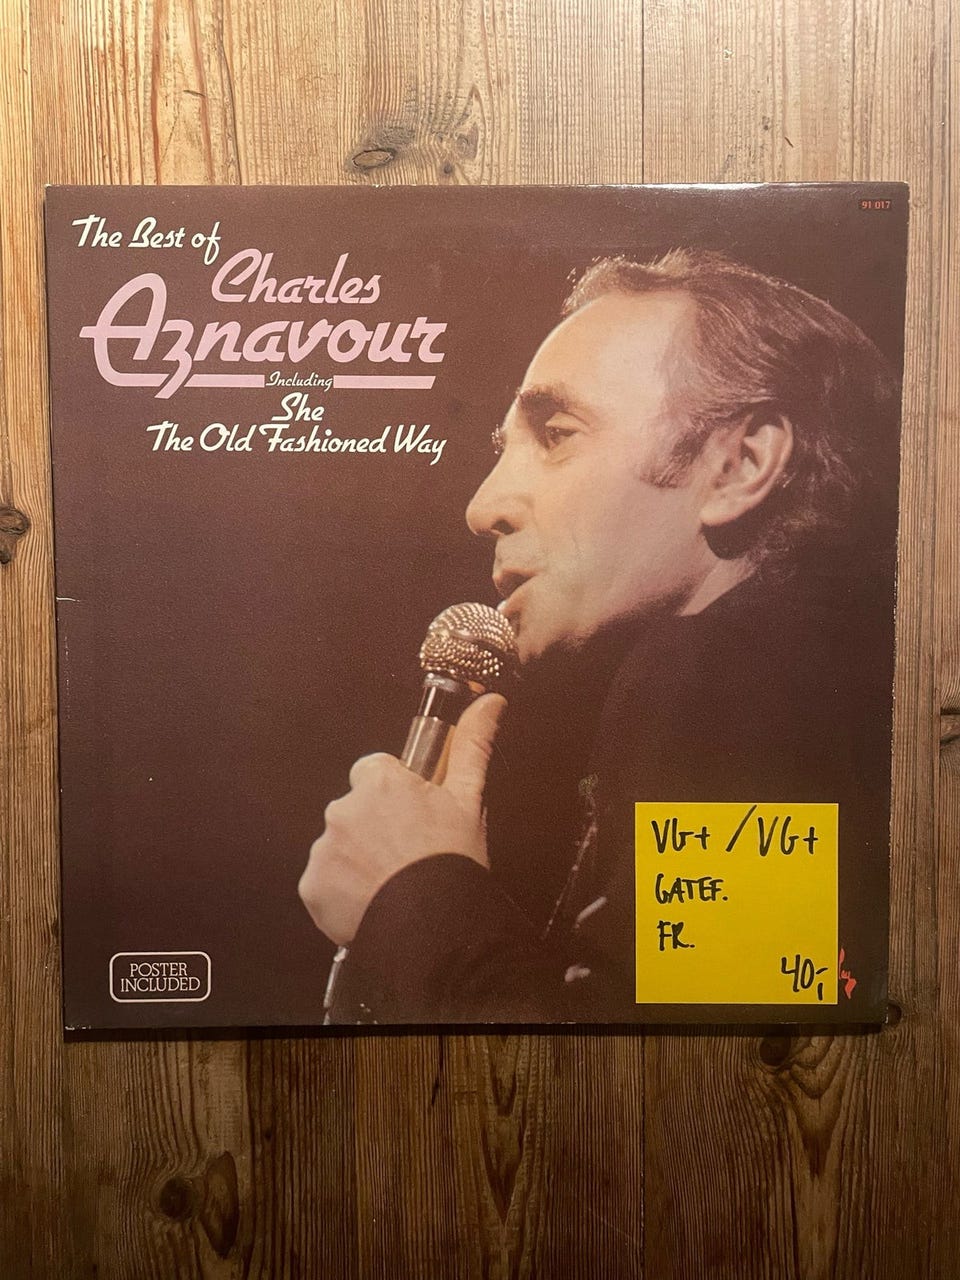 91 017
The Best of
Charles
Aznavour
Including
She
The Old Fashioned Way
VG+ / VG+
GATEF.
FR.
40,-
POSTER
INCLUDED